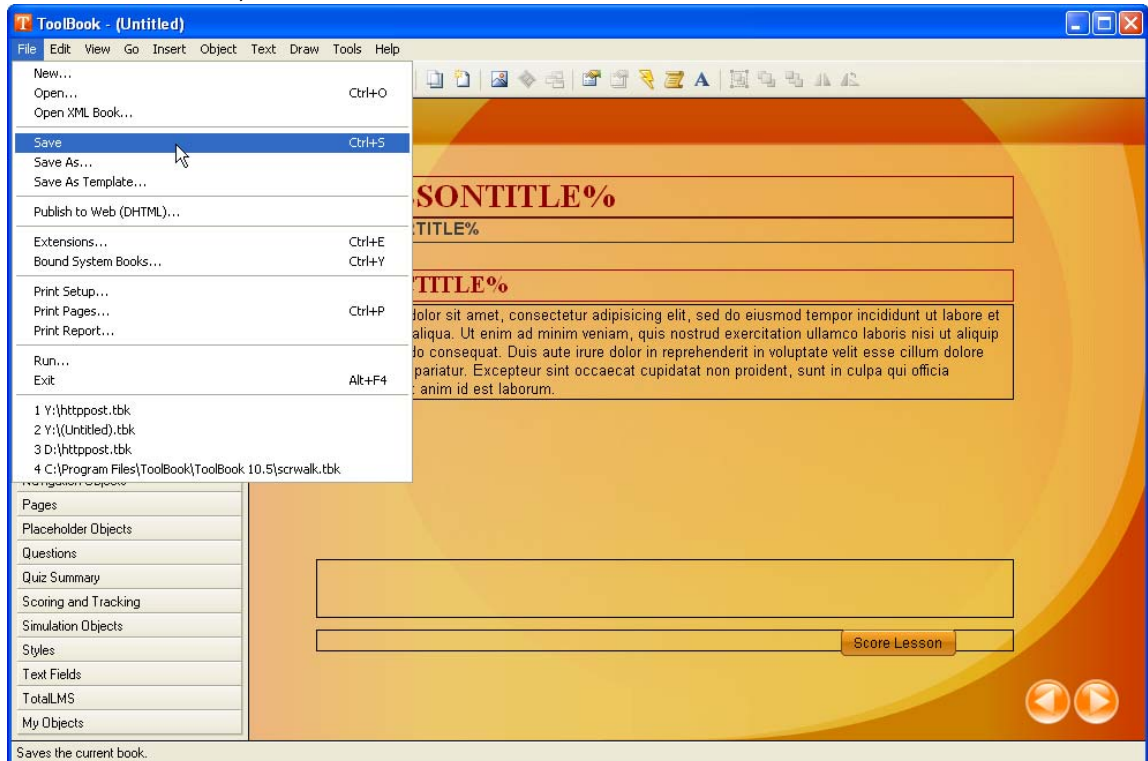 ToolBook - (Untitled)
File Edit View Go Insert Object Text Draw Tools Help
New...
Open... Ctrl+O
Open XML Book...
Save Ctrl+S
Save As...
Save As Template...
Publish to Web (DHTML)...
Extensions... Ctrl+E
Bound System Books... Ctrl+Y
Print Setup...
Print Pages... Ctrl+P
Print Report...
Run...
Exit Alt+F4
1 Y:\httppost.tbk
2 Y:\(Untitled).tbk
3 D:\httppost.tbk
4 C:\Program Files\ToolBook\ToolBook 10.5\scrwalk.tbk
Pages
Placeholder Objects
Questions
Quiz Summary
Scoring and Tracking
Simulation Objects
Styles
Text Fields
TotalLMS
My Objects
SONTITLE%
TITLE%
TITLE%
dolor sit amet, consectetur adipisicing elit, sed do eiusmod tempor incididunt ut labore et
aliqua. Ut enim ad minim veniam, quis nostrud exercitation ullamco laboris nisi ut aliquip
do consequat. Duis aute irure dolor in reprehenderit in voluptate velit esse cillum dolore
pariatur. Excepteur sint occaecat cupidatat non proident, sunt in culpa qui officia
anim id est laborum.
Score Lesson
Saves the current book.